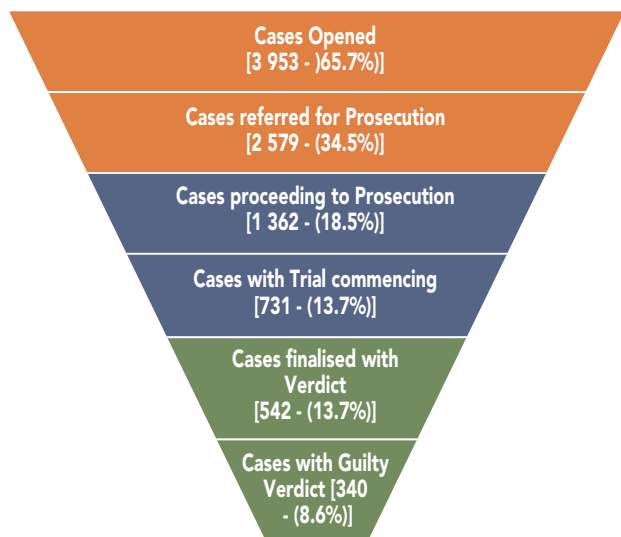 Cases Opened
[3 953 - )65.7%)]
Cases referred for Prosecution
[2 579 - (34.5%)]
Cases proceeding to Prosecution
[1 362 - (18.5%)]
Cases with Trial commencing
[731 - (13.7%)]
Cases finalised with
Verdict
[542 - (13.7%)]
Cases with Guilty
Verdict [340
- (8.6%)]